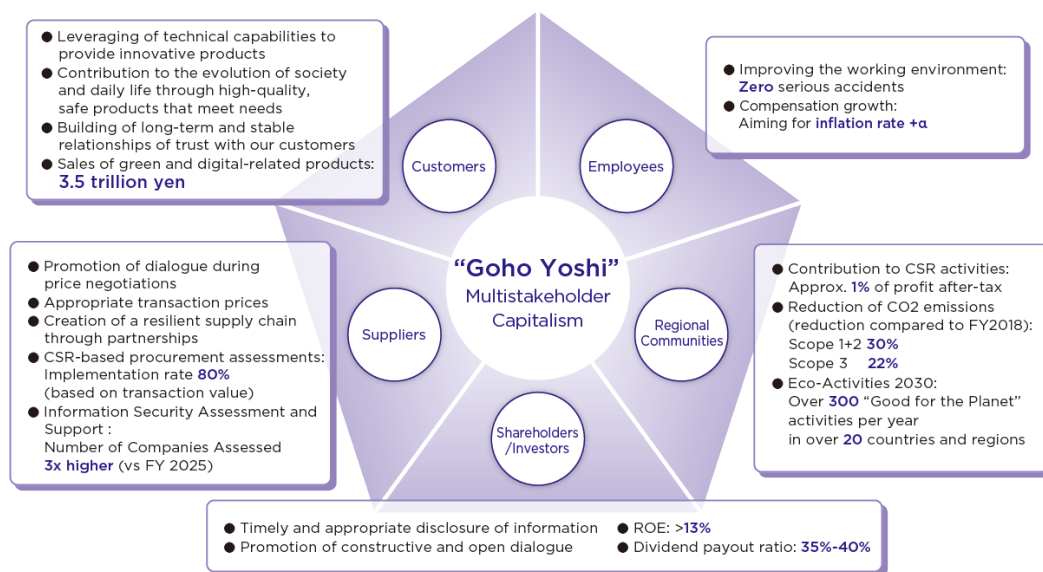 ● Leveraging of technical capabilities to
provide innovative products
● Contribution to the evolution of society
and daily life through high-quality,
safe products that meet needs
● Building of long-term and stable
relationships of trust with our customers
● Sales of green and digital-related products:
3.5 trillion yen
● Improving the working environment:
Zero serious accidents
● Compensation growth:
Aiming for inflation rate +α
Customers
Employees
“Goho Yoshi”
Multistakeholder
Capitalism
Suppliers
Regional
Communities
Shareholders
/Investors
● Promotion of dialogue during
price negotiations
● Appropriate transaction prices
● Creation of a resilient supply chain
through partnerships
● CSR-based procurement assessments:
Implementation rate 80%
(based on transaction value)
● Information Security Assessment and
Support :
Number of Companies Assessed
3x higher (vs FY 2025)
● Contribution to CSR activities:
Approx. 1% of profit after-tax
● Reduction of CO2 emissions
(reduction compared to FY2018):
Scope 1+2 30%
Scope 3 22%
● Eco-Activities 2030:
Over 300 “Good for the Planet”
activities per year
in over 20 countries and regions
● Timely and appropriate disclosure of information
● Promotion of constructive and open dialogue
● ROE: >13%
● Dividend payout ratio: 35%-40%